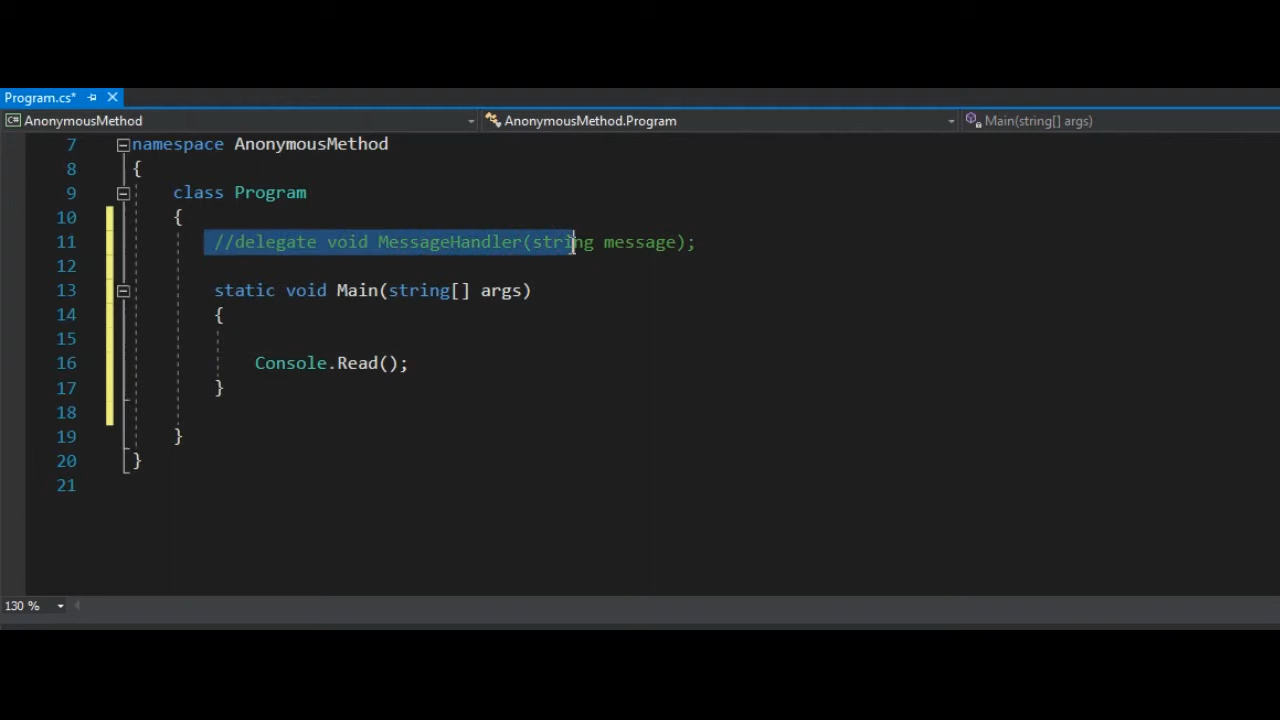 Program.cs*
AnonymousMethod AnonymousMethod.Program Main(string[] args)
7 namespace AnonymousMethod
8 {
9 class Program
10 {
11 //delegate void MessageHandler(string message);
12
13 static void Main(string[] args)
14 {
15
16 Console.Read();
17 }
18
19 }
20 }
21
130 %